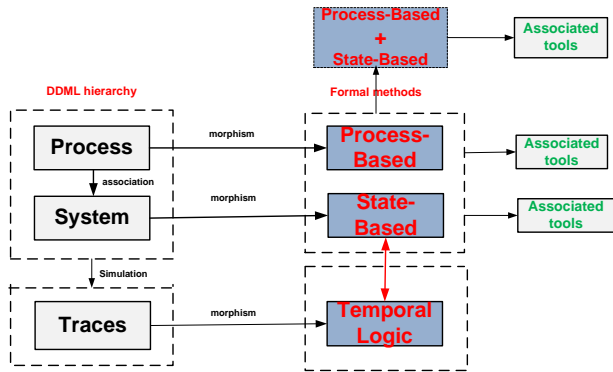 Process-Based
+
State-Based
Associated
tools
DDML hierarchy
Formal methods
Process
morphism
Process-
Based
Associated
tools
association
System
morphism
State-
Based
Associated
tools
Simulation
Traces
morphism
Temporal
Logic